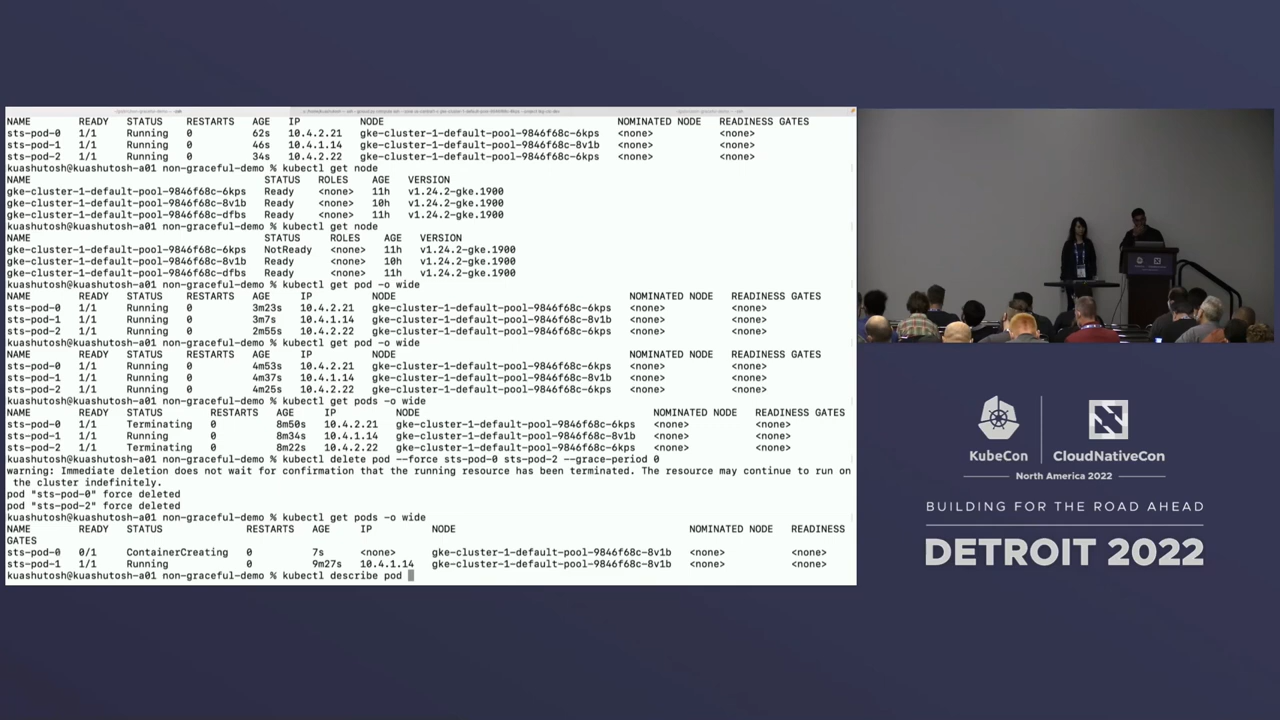 NAME READY STATUS RESTARTS AGE IP NODE NOMINATED NODE READINESS GATES
sts-pod-0 1/1 Running 0 62s 10.4.2.21 gke-cluster-1-default-pool-9846f68c-6kps <none> <none>
sts-pod-1 1/1 Running 0 46s 10.4.1.14 gke-cluster-1-default-pool-9846f68c-8v1b <none> <none>
sts-pod-2 1/1 Running 0 34s 10.4.2.22 gke-cluster-1-default-pool-9846f68c-6kps <none> <none>
kuashutosh@kuashutosh-a01 non-graceful-demo % kubectl get node
NAME STATUS ROLES AGE VERSION
gke-cluster-1-default-pool-9846f68c-6kps Ready <none> 11h v1.24.2-gke.1900
gke-cluster-1-default-pool-9846f68c-8v1b Ready <none> 10h v1.24.2-gke.1900
gke-cluster-1-default-pool-9846f68c-dfbs Ready <none> 11h v1.24.2-gke.1900
kuashutosh@kuashutosh-a01 non-graceful-demo % kubectl get node
NAME STATUS ROLES AGE VERSION
gke-cluster-1-default-pool-9846f68c-6kps NotReady <none> 11h v1.24.2-gke.1900
gke-cluster-1-default-pool-9846f68c-8v1b Ready <none> 10h v1.24.2-gke.1900
gke-cluster-1-default-pool-9846f68c-dfbs Ready <none> 11h v1.24.2-gke.1900
kuashutosh@kuashutosh-a01 non-graceful-demo % kubectl get pod -o wide
NAME READY STATUS RESTARTS AGE IP NODE NOMINATED NODE READINESS GATES
sts-pod-0 1/1 Running 0 3m23s 10.4.2.21 gke-cluster-1-default-pool-9846f68c-6kps <none> <none>
sts-pod-1 1/1 Running 0 3m7s 10.4.1.14 gke-cluster-1-default-pool-9846f68c-8v1b <none> <none>
sts-pod-2 1/1 Running 0 2m55s 10.4.2.22 gke-cluster-1-default-pool-9846f68c-6kps <none> <none>
kuashutosh@kuashutosh-a01 non-graceful-demo % kubectl get pod -o wide
NAME READY STATUS RESTARTS AGE IP NODE NOMINATED NODE READINESS GATES
sts-pod-0 1/1 Running 0 4m53s 10.4.2.21 gke-cluster-1-default-pool-9846f68c-6kps <none> <none>
sts-pod-1 1/1 Running 0 4m37s 10.4.1.14 gke-cluster-1-default-pool-9846f68c-8v1b <none> <none>
sts-pod-2 1/1 Running 0 4m25s 10.4.2.22 gke-cluster-1-default-pool-9846f68c-6kps <none> <none>
kuashutosh@kuashutosh-a01 non-graceful-demo % kubectl get pods -o wide
NAME READY STATUS RESTARTS AGE IP NODE NOMINATED NODE READINESS GATES
sts-pod-0 1/1 Terminating 0 8m50s 10.4.2.21 gke-cluster-1-default-pool-9846f68c-6kps <none> <none>
sts-pod-1 1/1 Running 0 8m34s 10.4.1.14 gke-cluster-1-default-pool-9846f68c-8v1b <none> <none>
sts-pod-2 1/1 Terminating 0 8m22s 10.4.2.22 gke-cluster-1-default-pool-9846f68c-6kps <none> <none>
kuashutosh@kuashutosh-a01 non-graceful-demo % kubectl delete pod --force sts-pod-0 sts-pod-2 --grace-period 0
warning: Immediate deletion does not wait for confirmation that the running resource has been terminated. The resource may continue to run on
the cluster indefinitely.
pod "sts-pod-0" force deleted
pod "sts-pod-2" force deleted
kuashutosh@kuashutosh-a01 non-graceful-demo % kubectl get pods -o wide
NAME READY STATUS RESTARTS AGE IP NODE NOMINATED NODE READINESS
GATES
sts-pod-0 0/1 ContainerCreating 0 7s <none> gke-cluster-1-default-pool-9846f68c-8v1b <none> <none>
sts-pod-1 1/1 Running 0 9m27s 10.4.1.14 gke-cluster-1-default-pool-9846f68c-8v1b <none> <none>
kuashutosh@kuashutosh-a01 non-graceful-demo % kubectl describe pod
KubeCon CloudNativeCon
North America 2022
BUILDING FOR THE ROAD AHEAD
DETROIT 2022